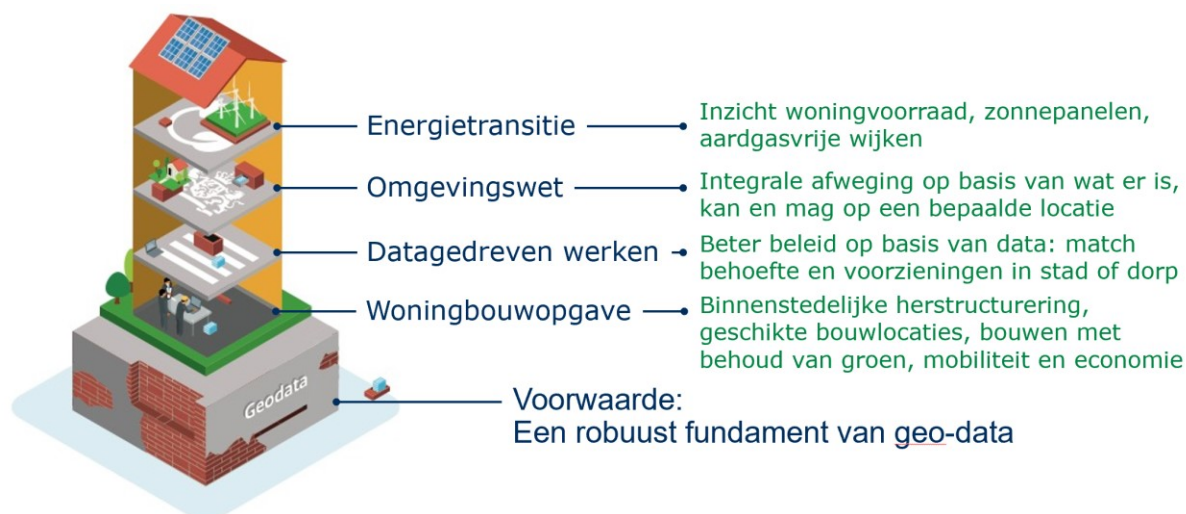 Energietransitie
Inzicht woningvoorraad, zonnepanelen,
aardgasvrije wijken
Omgevingswet
Integrale afweging op basis van wat er is,
kan en mag op een bepaalde locatie
Datagedreven werken
Beter beleid op basis van data: match
behoefte en voorzieningen in stad of dorp
Woningbouwopgave
Binnenstedelijke herstructurering,
geschikte bouwlocaties, bouwen met
behoud van groen, mobiliteit en economie
Geodata
Voorwaarde:
Een robuust fundament van geo-data